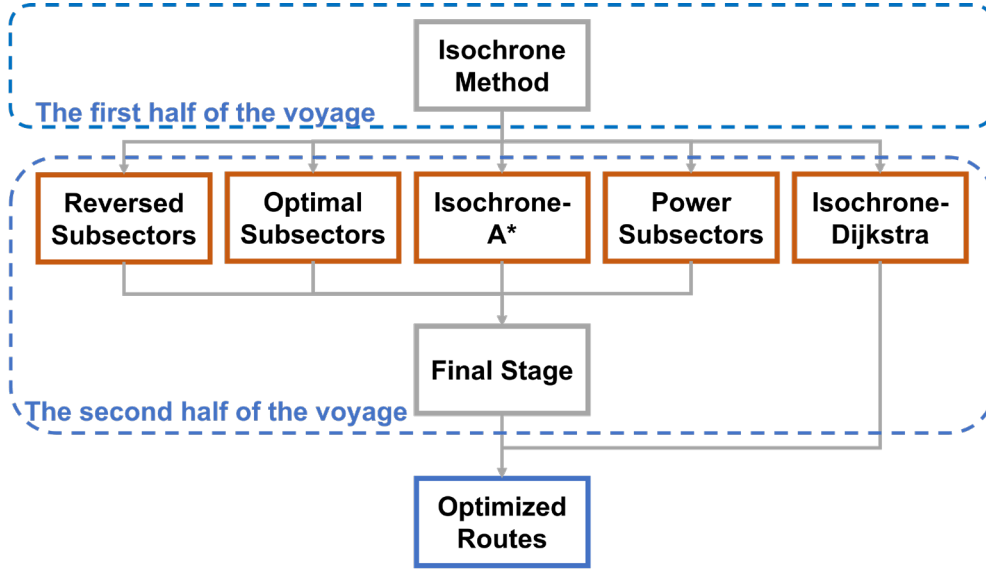 Isochrone
Method
The first half of the voyage
Reversed
Subsectors
Optimal
Subsectors
Isochrone-
A*
Power
Subsectors
Isochrone-
Dijkstra
Final Stage
The second half of the voyage
Optimized
Routes